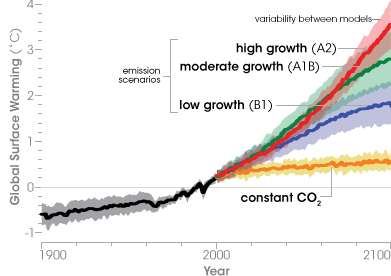 4
3
2
1
0
-1
Global Surface Warming (°C)
variability between models
high growth (A2)
moderate growth (A1B)
emission
scenarios
low growth (B1)
constant CO2
1900
2000
2100
Year